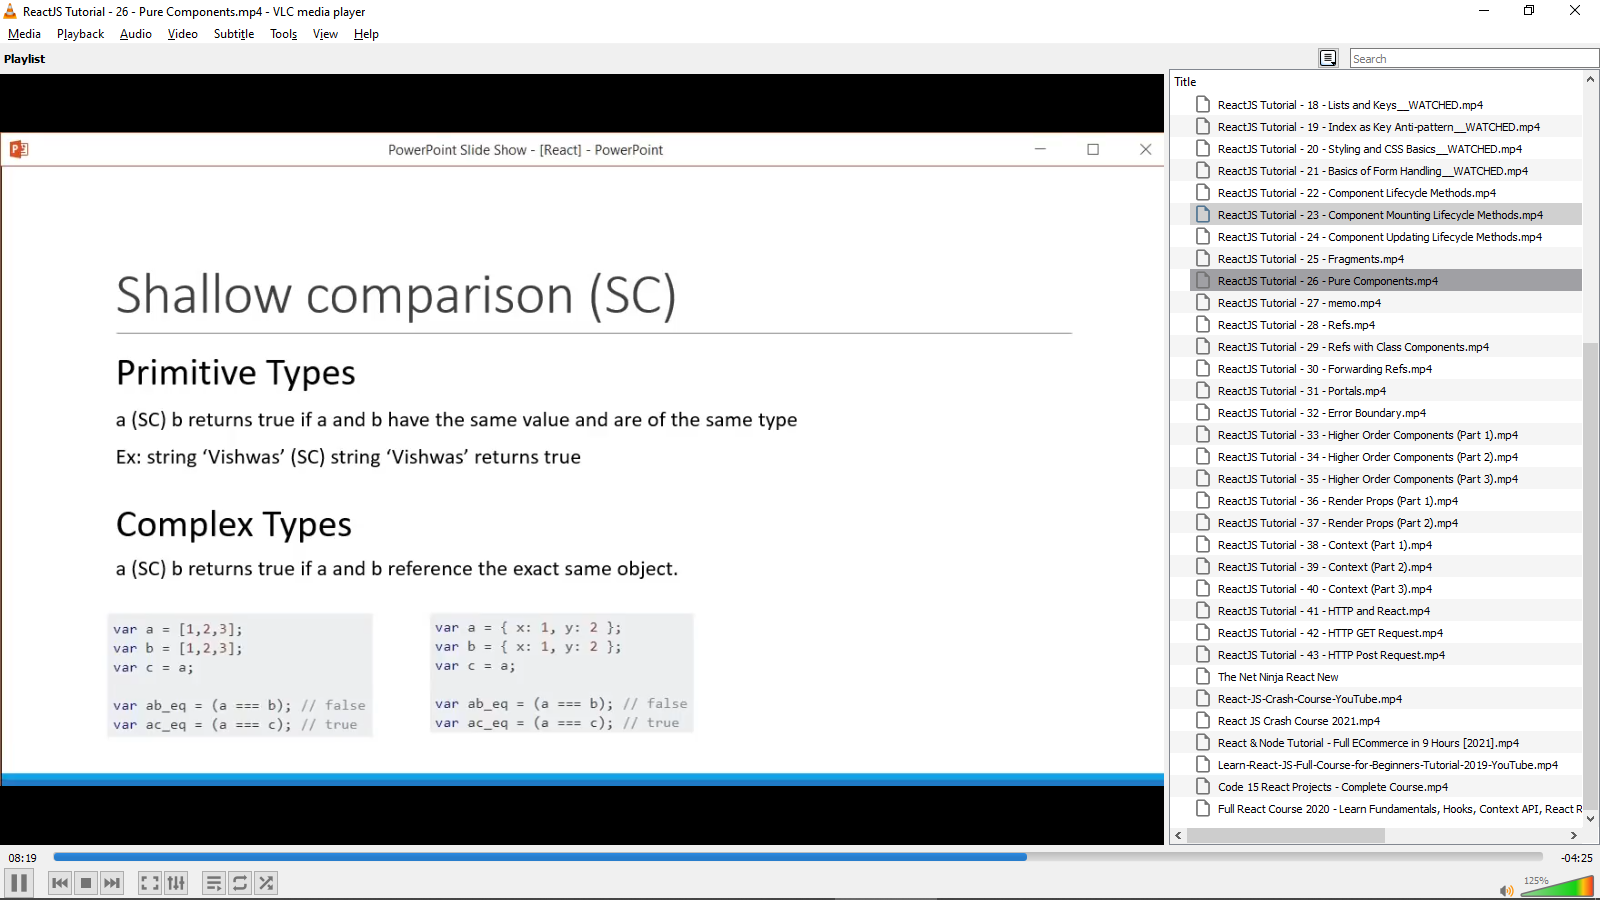 ReactJS Tutorial - 26 - Pure Components.mp4 - VLC media player
Media Playback Audio Video Subtitle Tools View Help
Playlist
Search
PowerPoint Slide Show - [React] - PowerPoint
Shallow comparison (SC)
Primitive Types
a (SC) b returns true if a and b have the same value and are of the same type
Ex: string ‘Vishwas’ (SC) string ‘Vishwas’ returns true
Complex Types
a (SC) b returns true if a and b reference the exact same object.
var a = [1,2,3];
var b = [1,2,3];
var c = a;
var ab_eq = (a === b); // false
var ac_eq = (a === c); // true
var a = { x: 1, y: 2 };
var b = { x: 1, y: 2 };
var c = a;
var ab_eq = (a === b); // false
var ac_eq = (a === c); // true
Title
ReactJS Tutorial - 18 - Lists and Keys__WATCHED.mp4
ReactJS Tutorial - 19 - Index as Key Anti-pattern__WATCHED.mp4
ReactJS Tutorial - 20 - Styling and CSS Basics__WATCHED.mp4
ReactJS Tutorial - 21 - Basics of Form Handling__WATCHED.mp4
ReactJS Tutorial - 22 - Component Lifecycle Methods.mp4
ReactJS Tutorial - 23 - Component Mounting Lifecycle Methods.mp4
ReactJS Tutorial - 24 - Component Updating Lifecycle Methods.mp4
ReactJS Tutorial - 25 - Fragments.mp4
ReactJS Tutorial - 26 - Pure Components.mp4
ReactJS Tutorial - 27 - memo.mp4
ReactJS Tutorial - 28 - Refs.mp4
ReactJS Tutorial - 29 - Refs with Class Components.mp4
ReactJS Tutorial - 30 - Forwarding Refs.mp4
ReactJS Tutorial - 31 - Portals.mp4
ReactJS Tutorial - 32 - Error Boundary.mp4
ReactJS Tutorial - 33 - Higher Order Components (Part 1).mp4
ReactJS Tutorial - 34 - Higher Order Components (Part 2).mp4
ReactJS Tutorial - 35 - Higher Order Components (Part 3).mp4
ReactJS Tutorial - 36 - Render Props (Part 1).mp4
ReactJS Tutorial - 37 - Render Props (Part 2).mp4
ReactJS Tutorial - 38 - Context (Part 1).mp4
ReactJS Tutorial - 39 - Context (Part 2).mp4
ReactJS Tutorial - 40 - Context (Part 3).mp4
ReactJS Tutorial - 41 - HTTP and React.mp4
ReactJS Tutorial - 42 - HTTP GET Request.mp4
ReactJS Tutorial - 43 - HTTP Post Request.mp4
The Net Ninja React New
React-JS-Crash-Course-YouTube.mp4
React JS Crash Course 2021.mp4
React & Node Tutorial - Full ECommerce in 9 Hours [2021].mp4
Learn-React-JS-Full-Course-for-Beginners-Tutorial-2019-YouTube.mp4
Code 15 React Projects - Complete Course.mp4
Full React Course 2020 - Learn Fundamentals, Hooks, Context API, React R
08:19
-04:25
125%